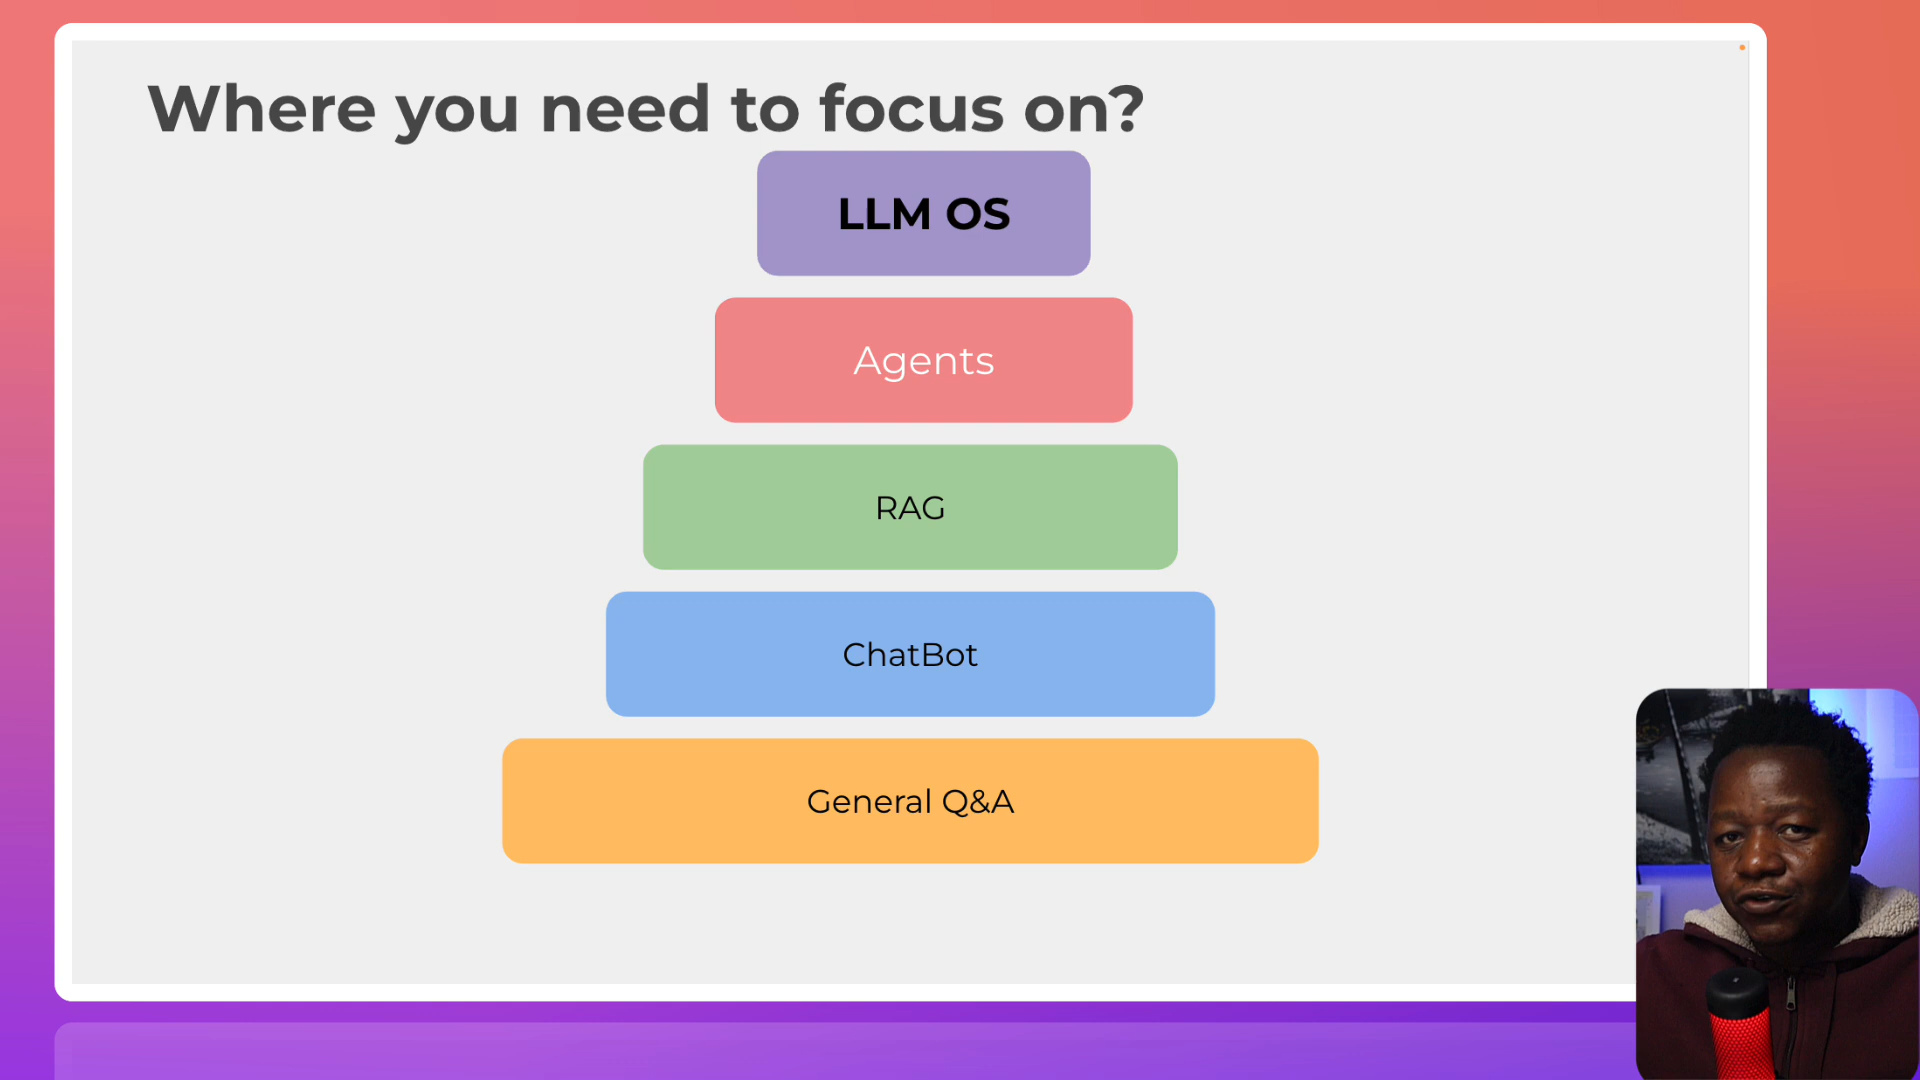 Where you need to focus on?
LLM OS
Agents
RAG
ChatBot
General Q&A